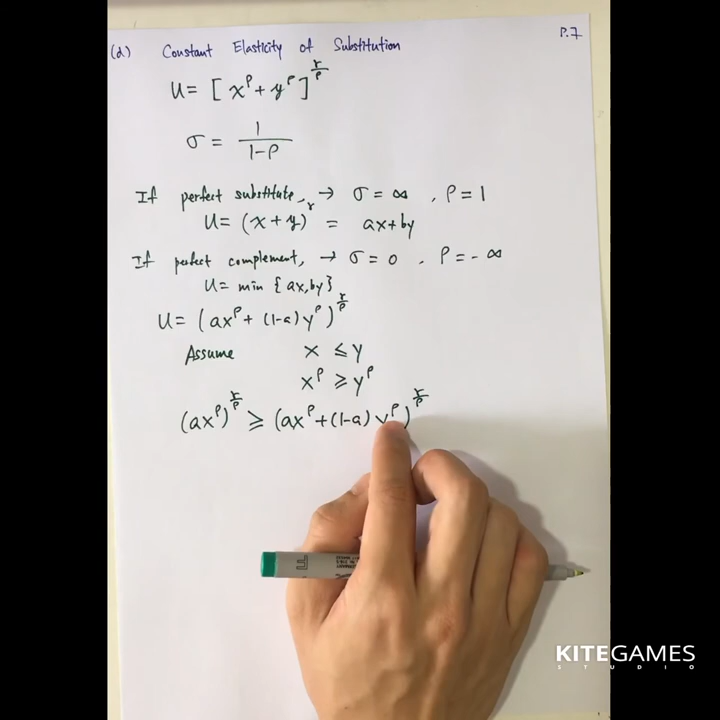 P.7
(d) Constant Elasticity of Substitution
U = [x^ρ + y^ρ]^(r/ρ)
σ = 1/(1-ρ)
If perfect substitute, → σ = ∞ , ρ = 1
U = (x + y)^r = ax+by
If perfect complement, → σ = 0 , ρ = -∞
U = min {ax, by}
U = (ax^ρ + (1-a)y^ρ)^(r/ρ)
Assume x ≤ y
x^ρ ≥ y^ρ
(ax^ρ)^(r/ρ) ≥ (ax^ρ + (1-a)y^ρ)^(r/ρ)
KITEGAMES
STUDIO